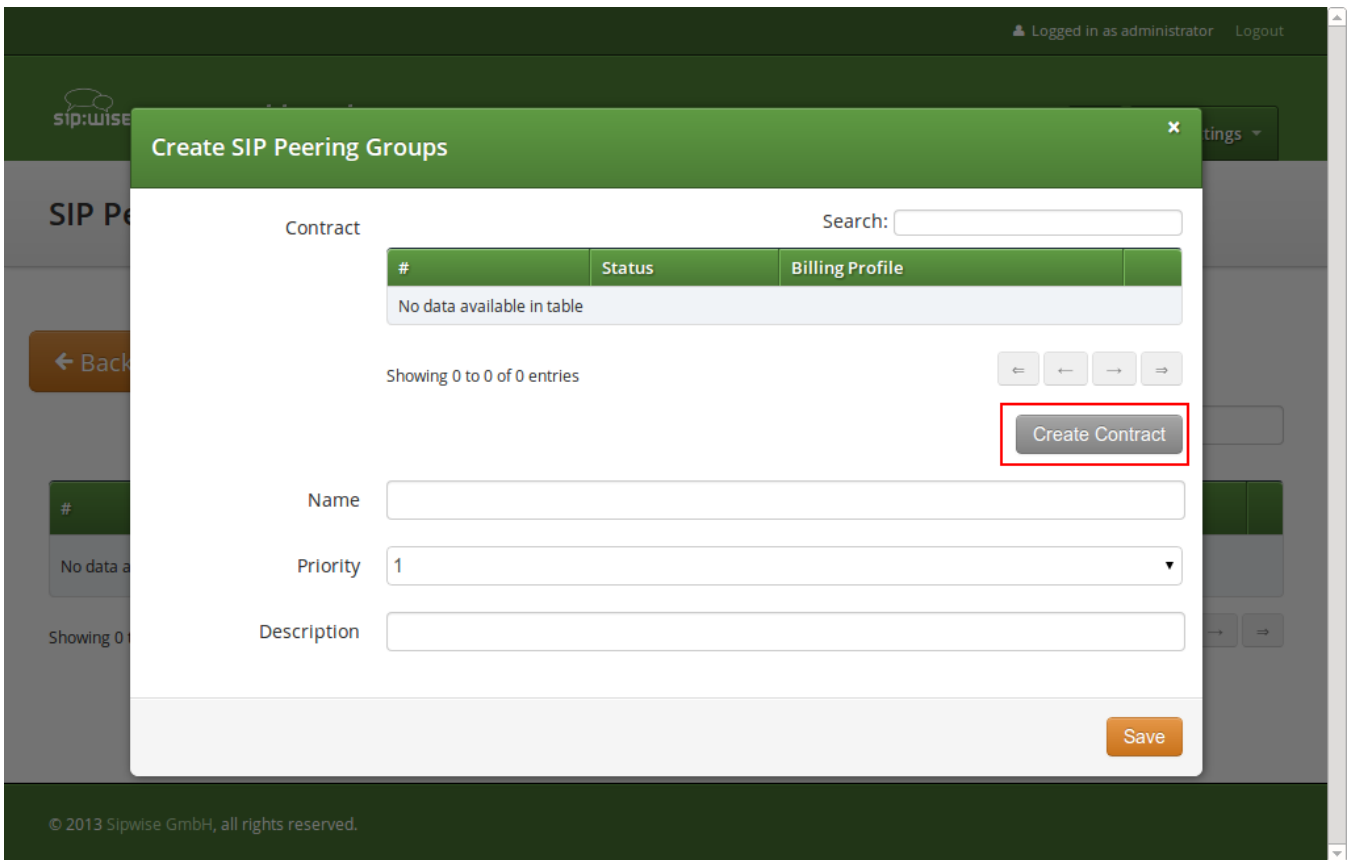 Logged in as administrator Logout
sip:wise
tings
Create SIP Peering Groups ×
SIP Pe
Contract
Search:
# Status Billing Profile
No data available in table
← Back
Showing 0 to 0 of 0 entries
⇐ ← → ⇒
Create Contract
Name
#
Priority 1
No data a
Description
Showing 0 t
→ ⇒
Save
© 2013 Sipwise GmbH, all rights reserved.